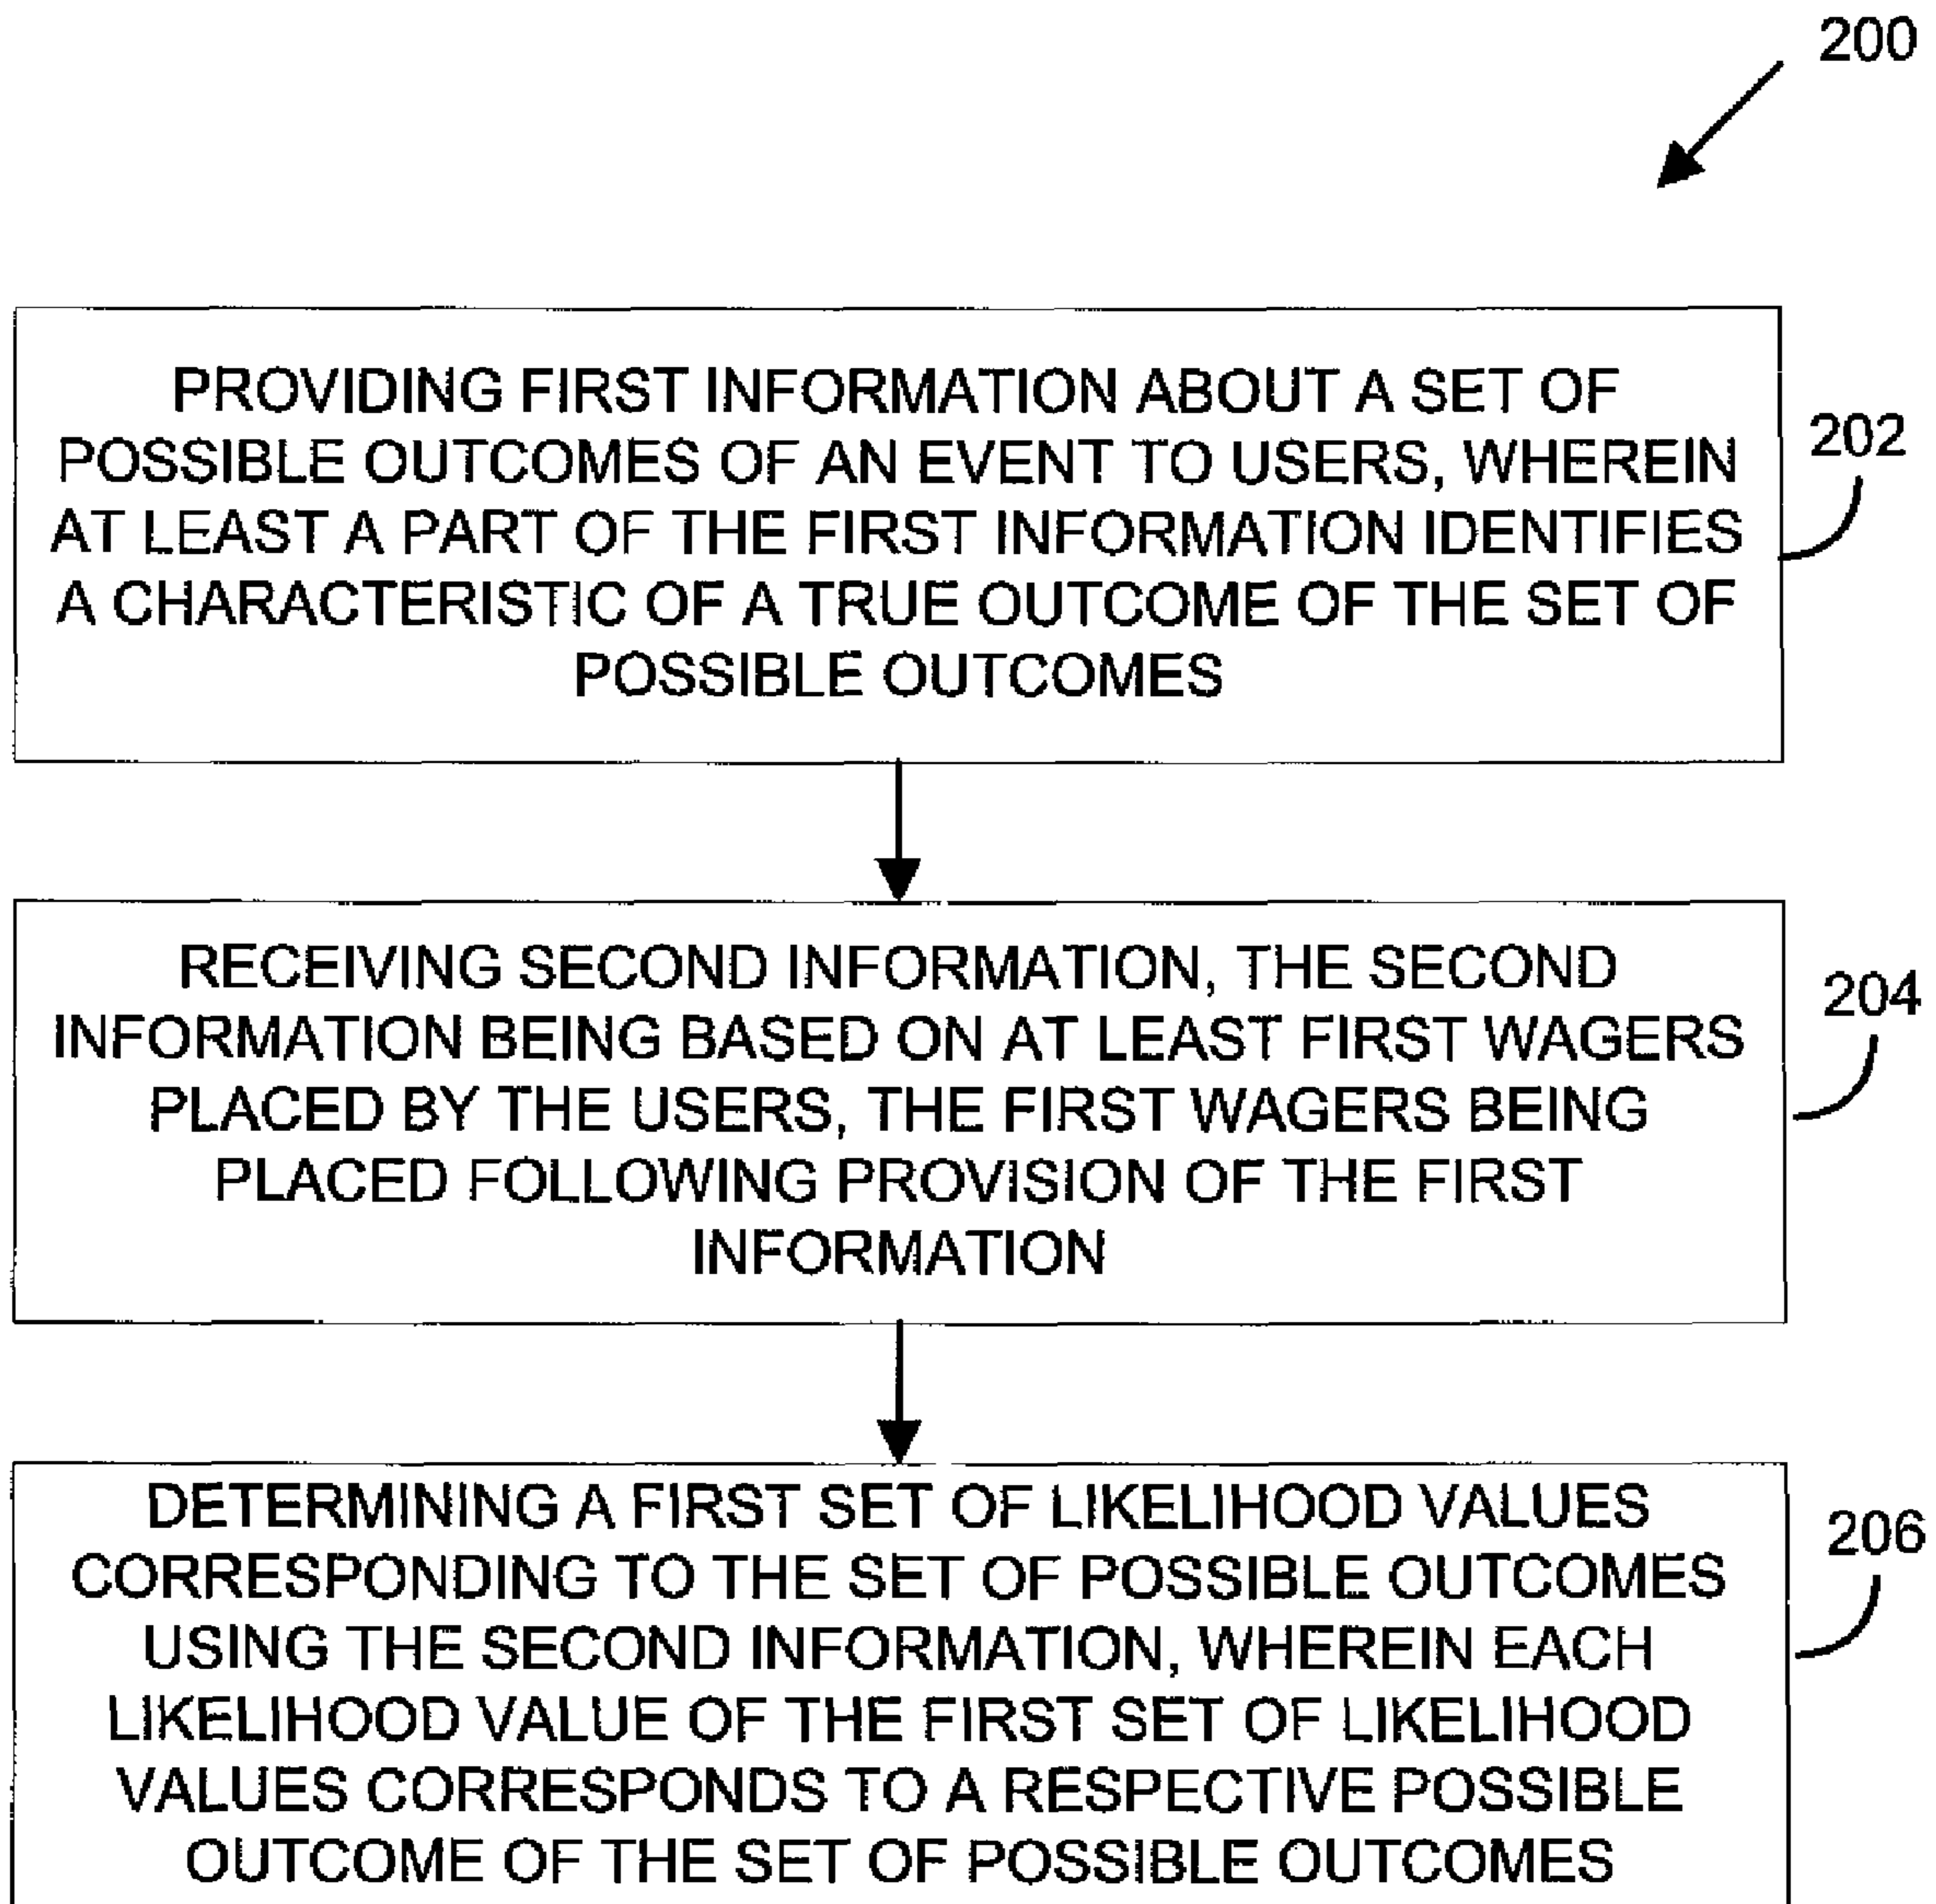 200
PROVIDING FIRST INFORMATION ABOUT A SET OF
POSSIBLE OUTCOMES OF AN EVENT TO USERS, WHEREIN
AT LEAST A PART OF THE FIRST INFORMATION IDENTIFIES
A CHARACTERISTIC OF A TRUE OUTCOME OF THE SET OF
POSSIBLE OUTCOMES
202
RECEIVING SECOND INFORMATION, THE SECOND
INFORMATION BEING BASED ON AT LEAST FIRST WAGERS
PLACED BY THE USERS, THE FIRST WAGERS BEING
PLACED FOLLOWING PROVISION OF THE FIRST
INFORMATION
204
DETERMINING A FIRST SET OF LIKELIHOOD VALUES
CORRESPONDING TO THE SET OF POSSIBLE OUTCOMES
USING THE SECOND INFORMATION, WHEREIN EACH
LIKELIHOOD VALUE OF THE FIRST SET OF LIKELIHOOD
VALUES CORRESPONDS TO A RESPECTIVE POSSIBLE
OUTCOME OF THE SET OF POSSIBLE OUTCOMES
206